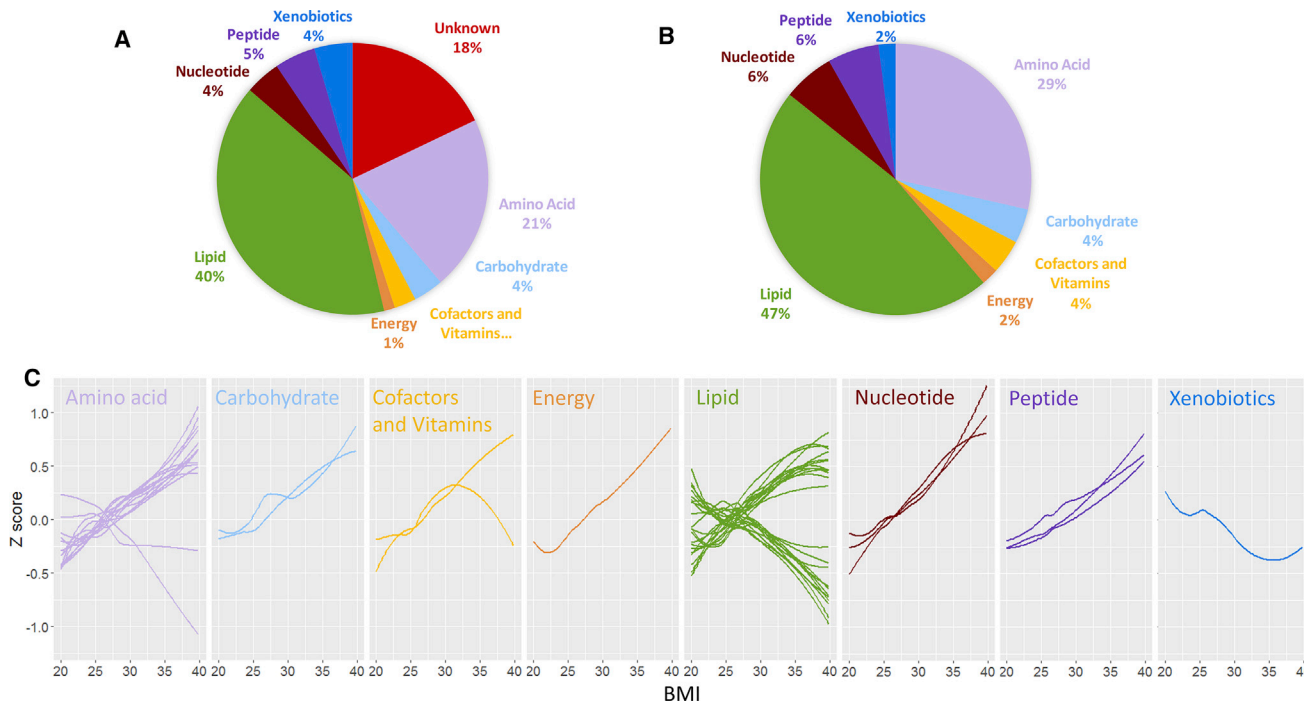 A
Xenobiotics
4%
Peptide
5%
Nucleotide
4%
Unknown
18%
Amino Acid
21%
Carbohydrate
4%
Cofactors and
Vitamins...
Energy
1%
Lipid
40%
B
Xenobiotics
2%
Peptide
6%
Nucleotide
6%
Amino Acid
29%
Carbohydrate
4%
Cofactors and
Vitamins
4%
Energy
2%
Lipid
47%
C
Amino acid
Carbohydrate
Cofactors
and Vitamins
Energy
Lipid
Nucleotide
Peptide
Xenobiotics
Z score
1.0
0.5
0.0
-0.5
-1.0
20 25 30 35 40 20 25 30 35 40 20 25 30 35 40 20 25 30 35 40 20 25 30 35 40 20 25 30 35 40 20 25 30 35 40 20 25 30 35 40
BMI